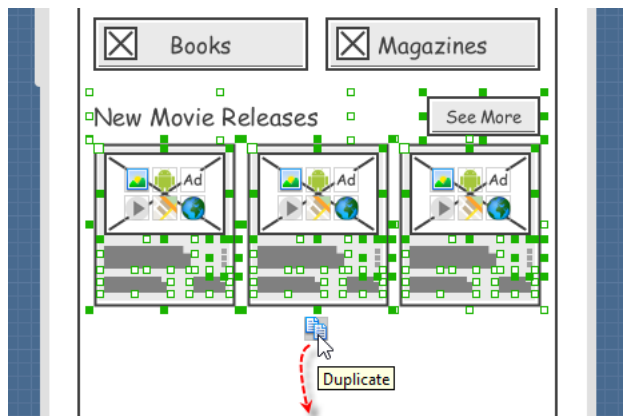 Books
Magazines
New Movie Releases
See More
Ad
Ad
Ad
Duplicate